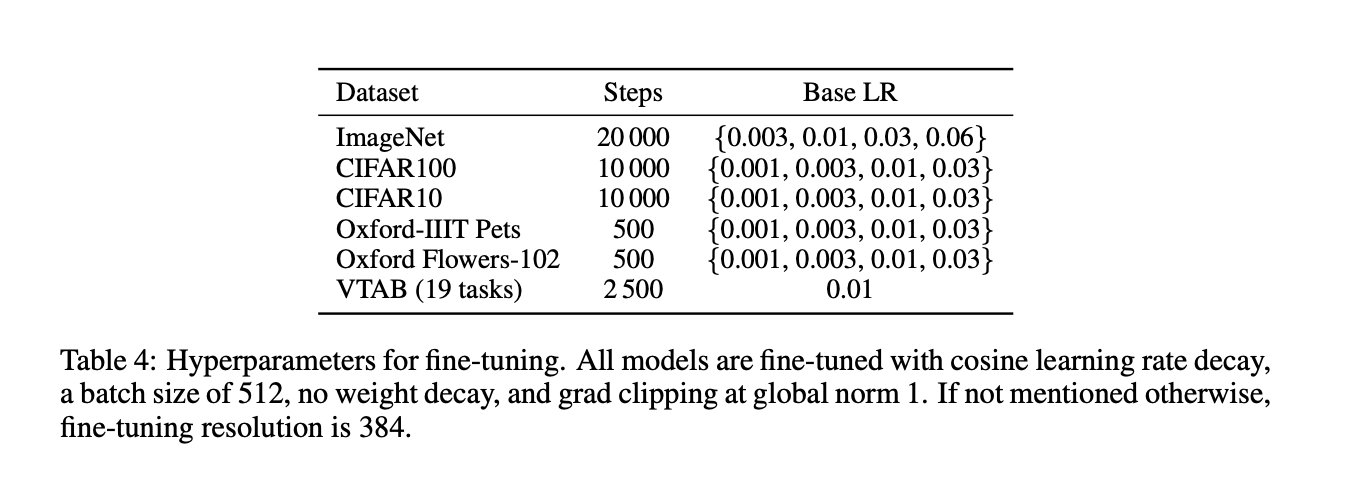 Dataset Steps Base LR
ImageNet 20 000 {0.003, 0.01, 0.03, 0.06}
CIFAR100 10 000 {0.001, 0.003, 0.01, 0.03}
CIFAR10 10 000 {0.001, 0.003, 0.01, 0.03}
Oxford-IIIT Pets 500 {0.001, 0.003, 0.01, 0.03}
Oxford Flowers-102 500 {0.001, 0.003, 0.01, 0.03}
VTAB (19 tasks) 2 500 0.01
Table 4: Hyperparameters for fine-tuning. All models are fine-tuned with cosine learning rate decay,
a batch size of 512, no weight decay, and grad clipping at global norm 1. If not mentioned otherwise,
fine-tuning resolution is 384.